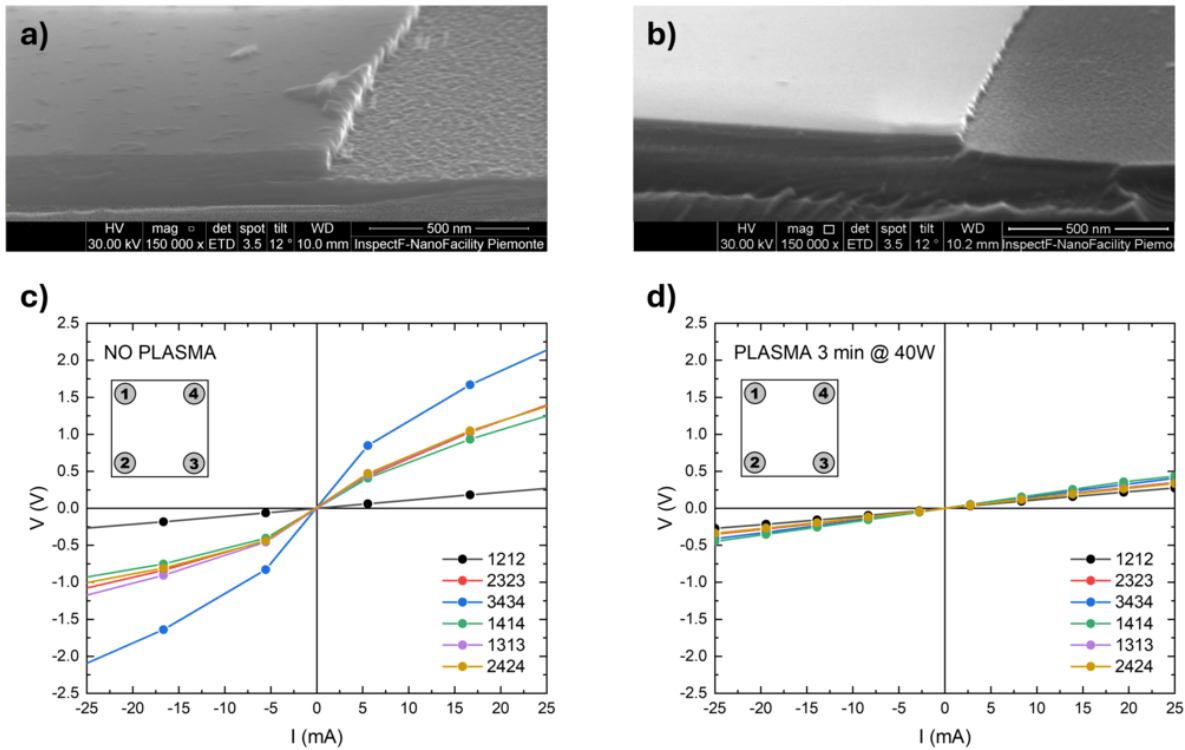 a)
HV mag □ det spot tilt WD 500 nm
30.00 kV 150 000 x ETD 3.5 12 ° 10.0 mm InspectF-NanoFacility Piemonte
b)
HV mag □ det spot tilt WD 500 nm
30.00 kV 150 000 x ETD 3.5 12 ° 10.2 mm InspectF-NanoFacility Piemon
c)
NO PLASMA
1 4
2 3
V (V)
2.5
2.0
1.5
1.0
0.5
0.0
-0.5
-1.0
-1.5
-2.0
-2.5
1212
2323
3434
1414
1313
2424
-25 -20 -15 -10 -5 0 5 10 15 20 25
I (mA)
d)
PLASMA 3 min @ 40W
1 4
2 3
V (V)
2.5
2.0
1.5
1.0
0.5
0.0
-0.5
-1.0
-1.5
-2.0
-2.5
1212
2323
3434
1414
1313
2424
-25 -20 -15 -10 -5 0 5 10 15 20 25
I (mA)